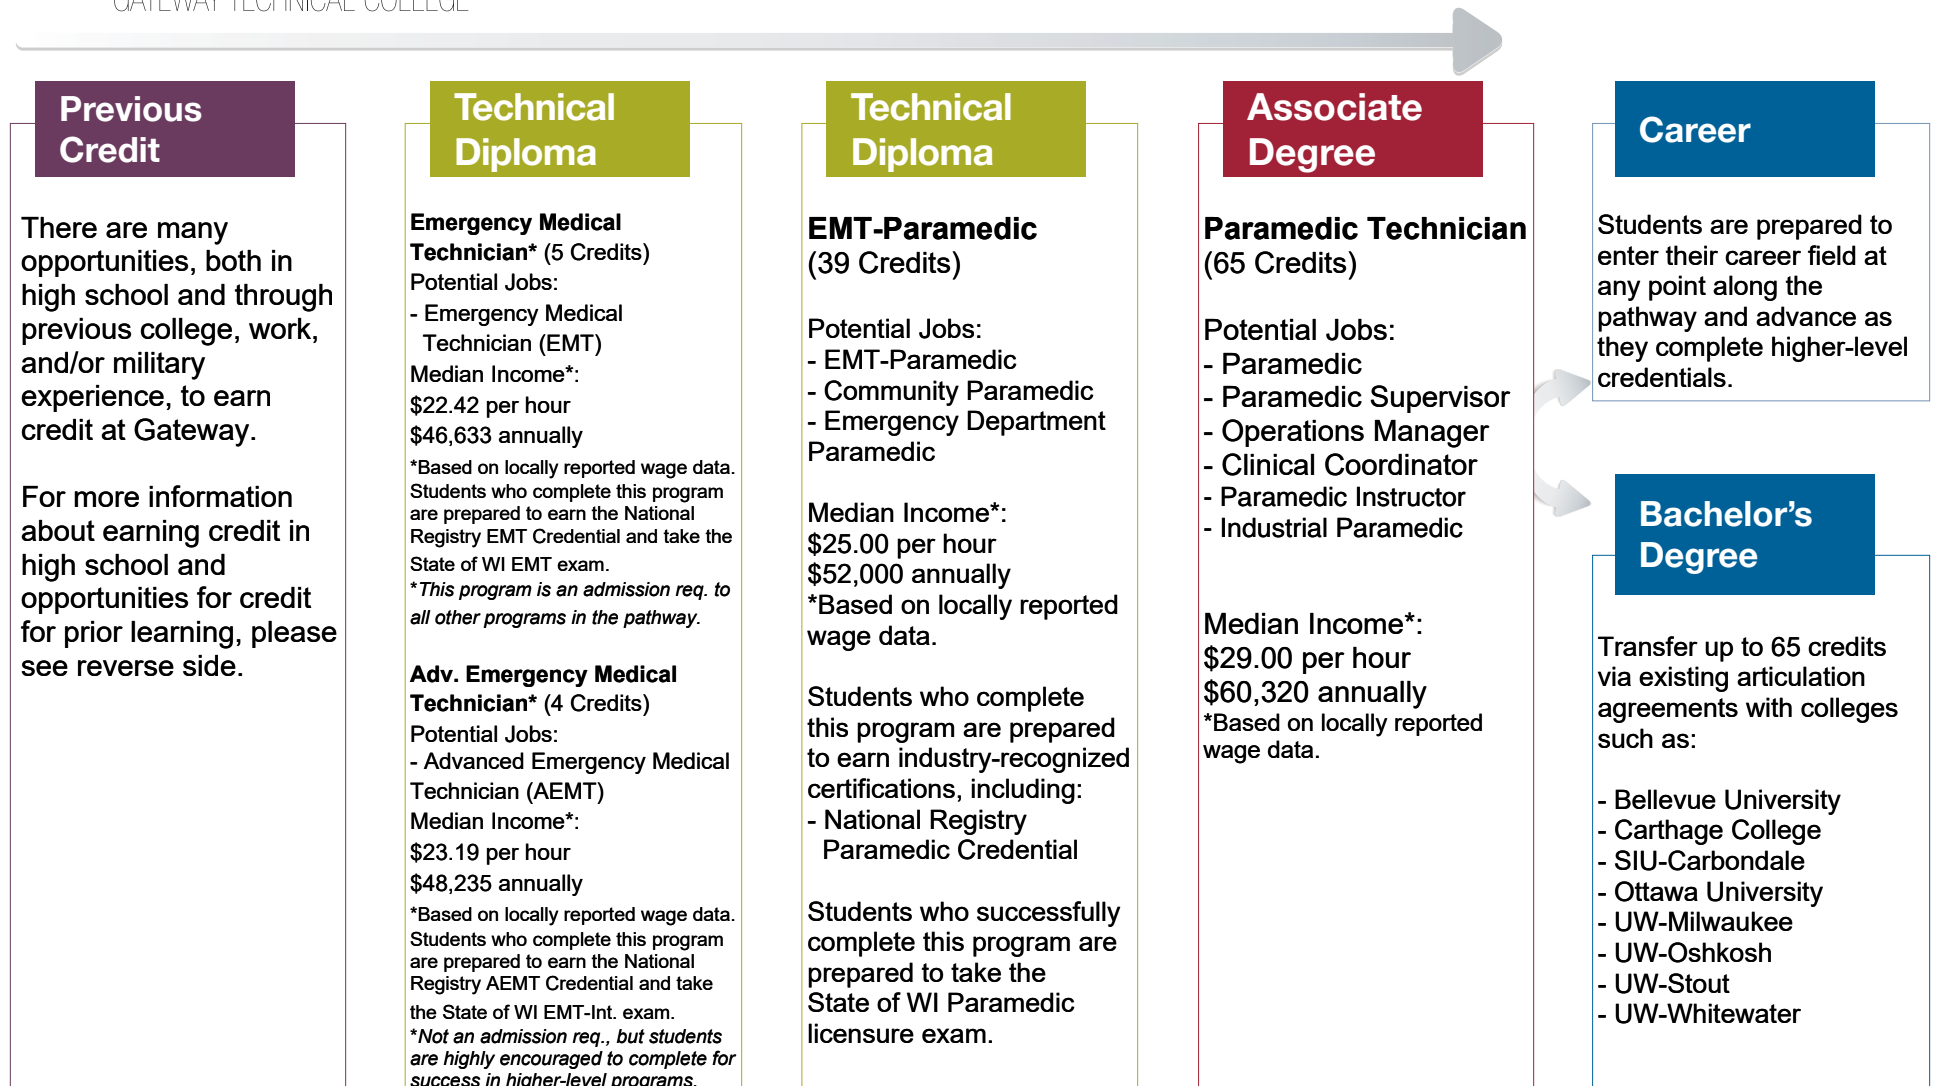 GATEWAY TECHNICAL COLLEGE
Previous
Credit
There are many
opportunities, both in
high school and through
previous college, work,
and/or military
experience, to earn
credit at Gateway.
For more information
about earning credit in
high school and
opportunities for credit
for prior learning, please
see reverse side.
Technical
Diploma
Emergency Medical
Technician* (5 Credits)
Potential Jobs:
- Emergency Medical
Technician (EMT)
Median Income*:
$22.42 per hour
$46,633 annually
*Based on locally reported wage data.
Students who complete this program
are prepared to earn the National
Registry EMT Credential and take the
State of WI EMT exam.
*This program is an admission req. to
all other programs in the pathway.
Adv. Emergency Medical
Technician* (4 Credits)
Potential Jobs:
- Advanced Emergency Medical
Technician (AEMT)
Median Income*:
$23.19 per hour
$48,235 annually
*Based on locally reported wage data.
Students who complete this program
are prepared to earn the National
Registry AEMT Credential and take
the State of WI EMT-Int. exam.
*Not an admission req., but students
are highly encouraged to complete for
success in higher-level programs.
Technical
Diploma
EMT-Paramedic
(39 Credits)
Potential Jobs:
- EMT-Paramedic
- Community Paramedic
- Emergency Department
Paramedic
Median Income*:
$25.00 per hour
$52,000 annually
*Based on locally reported
wage data.
Students who complete
this program are prepared
to earn industry-recognized
certifications, including:
- National Registry
Paramedic Credential
Students who successfully
complete this program are
prepared to take the
State of WI Paramedic
licensure exam.
Associate
Degree
Paramedic Technician
(65 Credits)
Potential Jobs:
- Paramedic
- Paramedic Supervisor
- Operations Manager
- Clinical Coordinator
- Paramedic Instructor
- Industrial Paramedic
Median Income*:
$29.00 per hour
$60,320 annually
*Based on locally reported
wage data.
Career
Students are prepared to
enter their career field at
any point along the
pathway and advance as
they complete higher-level
credentials.
Bachelor's
Degree
Transfer up to 65 credits
via existing articulation
agreements with colleges
such as:
- Bellevue University
- Carthage College
- SIU-Carbondale
- Ottawa University
- UW-Milwaukee
- UW-Oshkosh
- UW-Stout
- UW-Whitewater